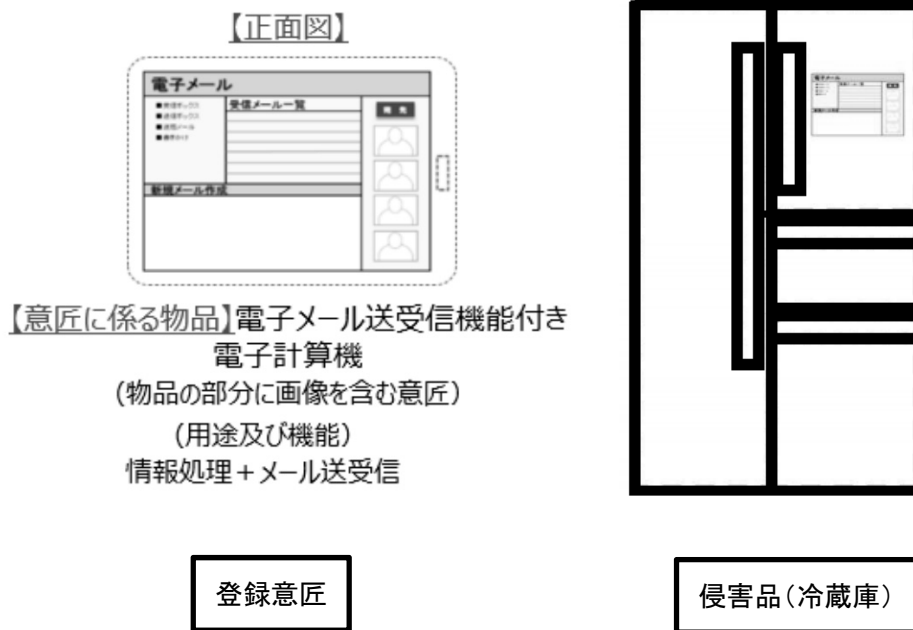 【正面図】
電子メール
受信メール一覧
新規メール作成
【意匠に係る物品】電子メール送受信機能付き
電子計算機
(物品の部分に画像を含む意匠)
(用途及び機能)
情報処理+メール送受信
登録意匠
侵害品(冷蔵庫)